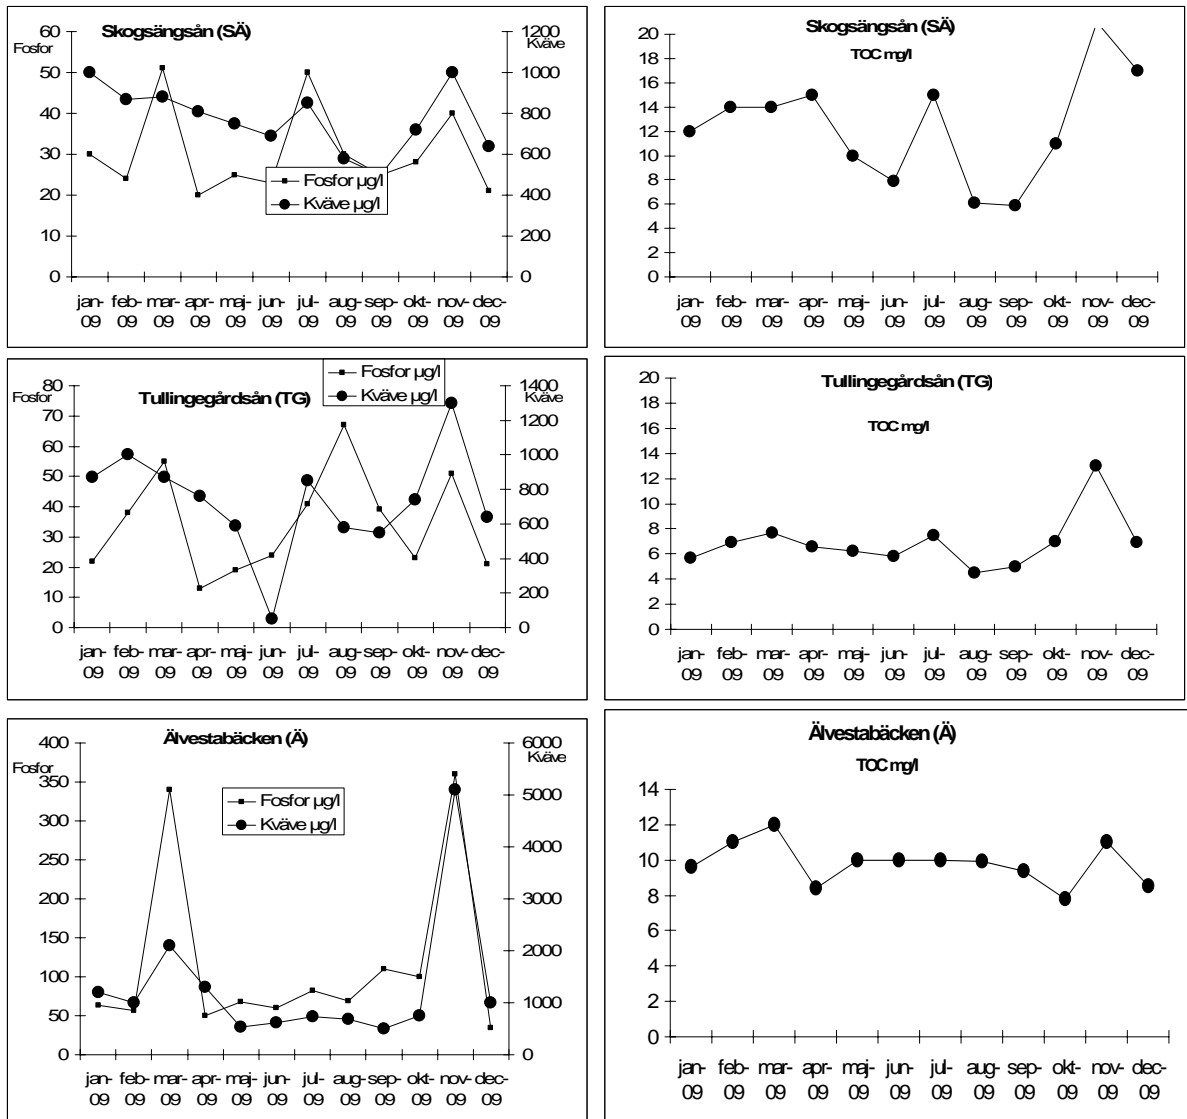 Skogsängsån (SÄ)
Fosfor
Kväve
60
50
40
30
20
10
0
1200
1000
800
600
400
200
0
Fosfor µg/l
Kväve µg/l
jan-09 feb-09 mar-09 apr-09 maj-09 jun-09 jul-09 aug-09 sep-09 okt-09 nov-09 dec-09
Skogsängsån (SÄ)
TOC mg/l
20
18
16
14
12
10
8
6
4
2
0
jan-09 feb-09 mar-09 apr-09 maj-09 jun-09 jul-09 aug-09 sep-09 okt-09 nov-09 dec-09
Fosfor µg/l
Kväve µg/l
Tullingegårdsån (TG)
Fosfor
Kväve
80
70
60
50
40
30
20
10
0
1400
1200
1000
800
600
400
200
0
jan-09 feb-09 mar-09 apr-09 maj-09 jun-09 jul-09 aug-09 sep-09 okt-09 nov-09 dec-09
Tullingegårdsån (TG)
TOC mg/l
20
18
16
14
12
10
8
6
4
2
0
jan-09 feb-09 mar-09 apr-09 maj-09 jun-09 jul-09 aug-09 sep-09 okt-09 nov-09 dec-09
Älvestabäcken (Ä)
Fosfor
Kväve
400
350
300
250
200
150
100
50
0
6000
5000
4000
3000
2000
1000
0
Fosfor µg/l
Kväve µg/l
jan-09 feb-09 mar-09 apr-09 maj-09 jun-09 jul-09 aug-09 sep-09 okt-09 nov-09 dec-09
Älvestabäcken (Ä)
TOC mg/l
14
12
10
8
6
4
2
0
jan-09 feb-09 mar-09 apr-09 maj-09 jun-09 jul-09 aug-09 sep-09 okt-09 nov-09 dec-09